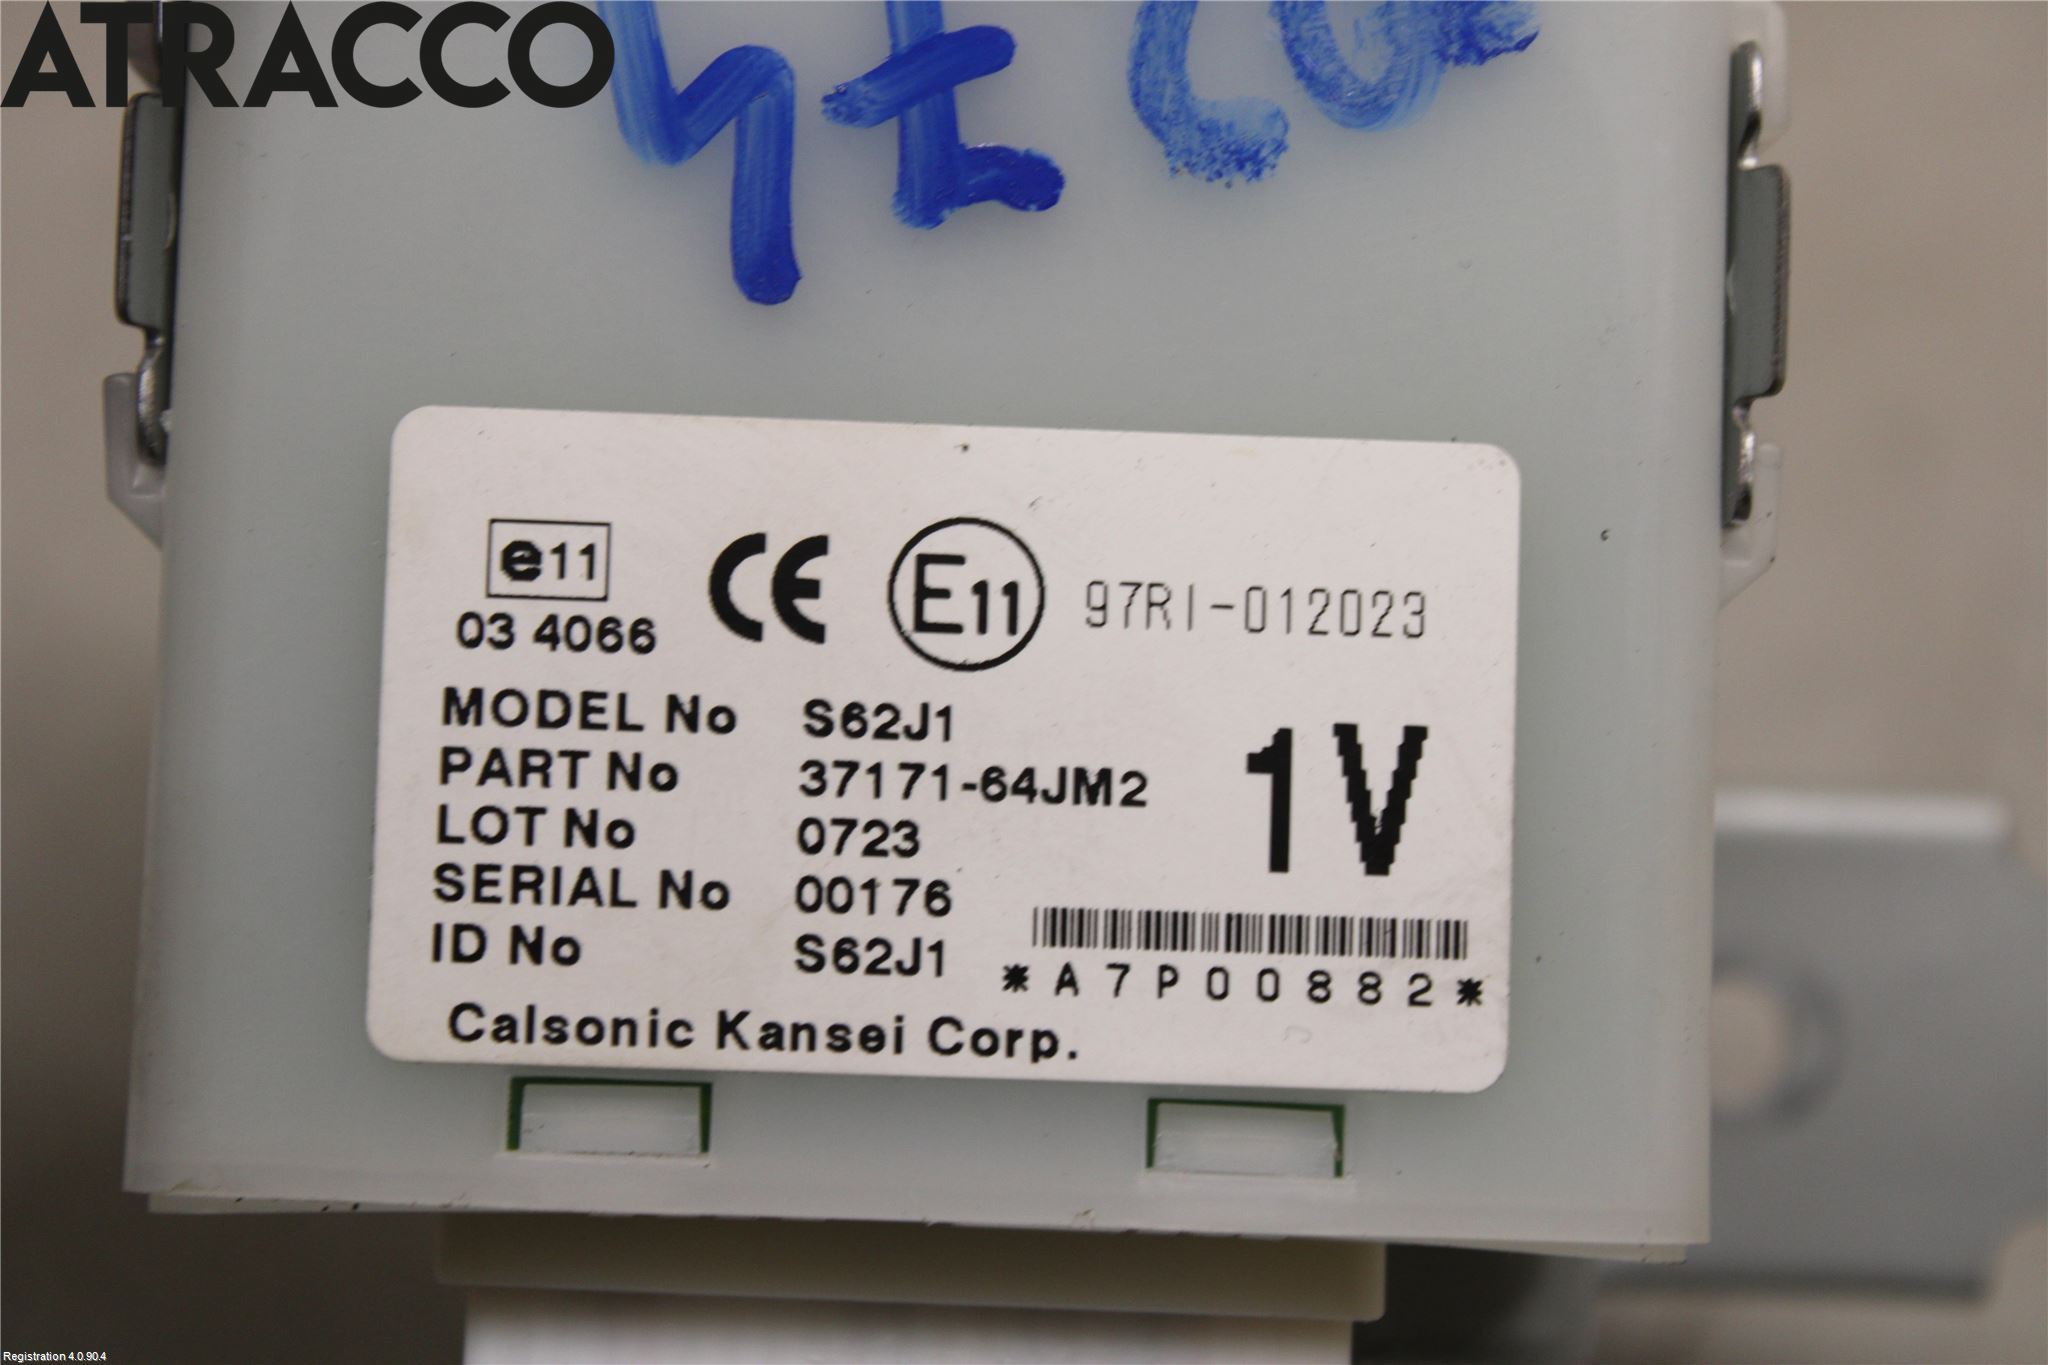 ATRACCO
e11
03 4066
CE
E11
97RI-012023
MODEL No S62J1
PART No 37171-64JM2
LOT No 0723
SERIAL No 00176
ID No S62J1
1V
*A7P00882*
Calsonic Kansei Corp.
Registration 4.0.90.4